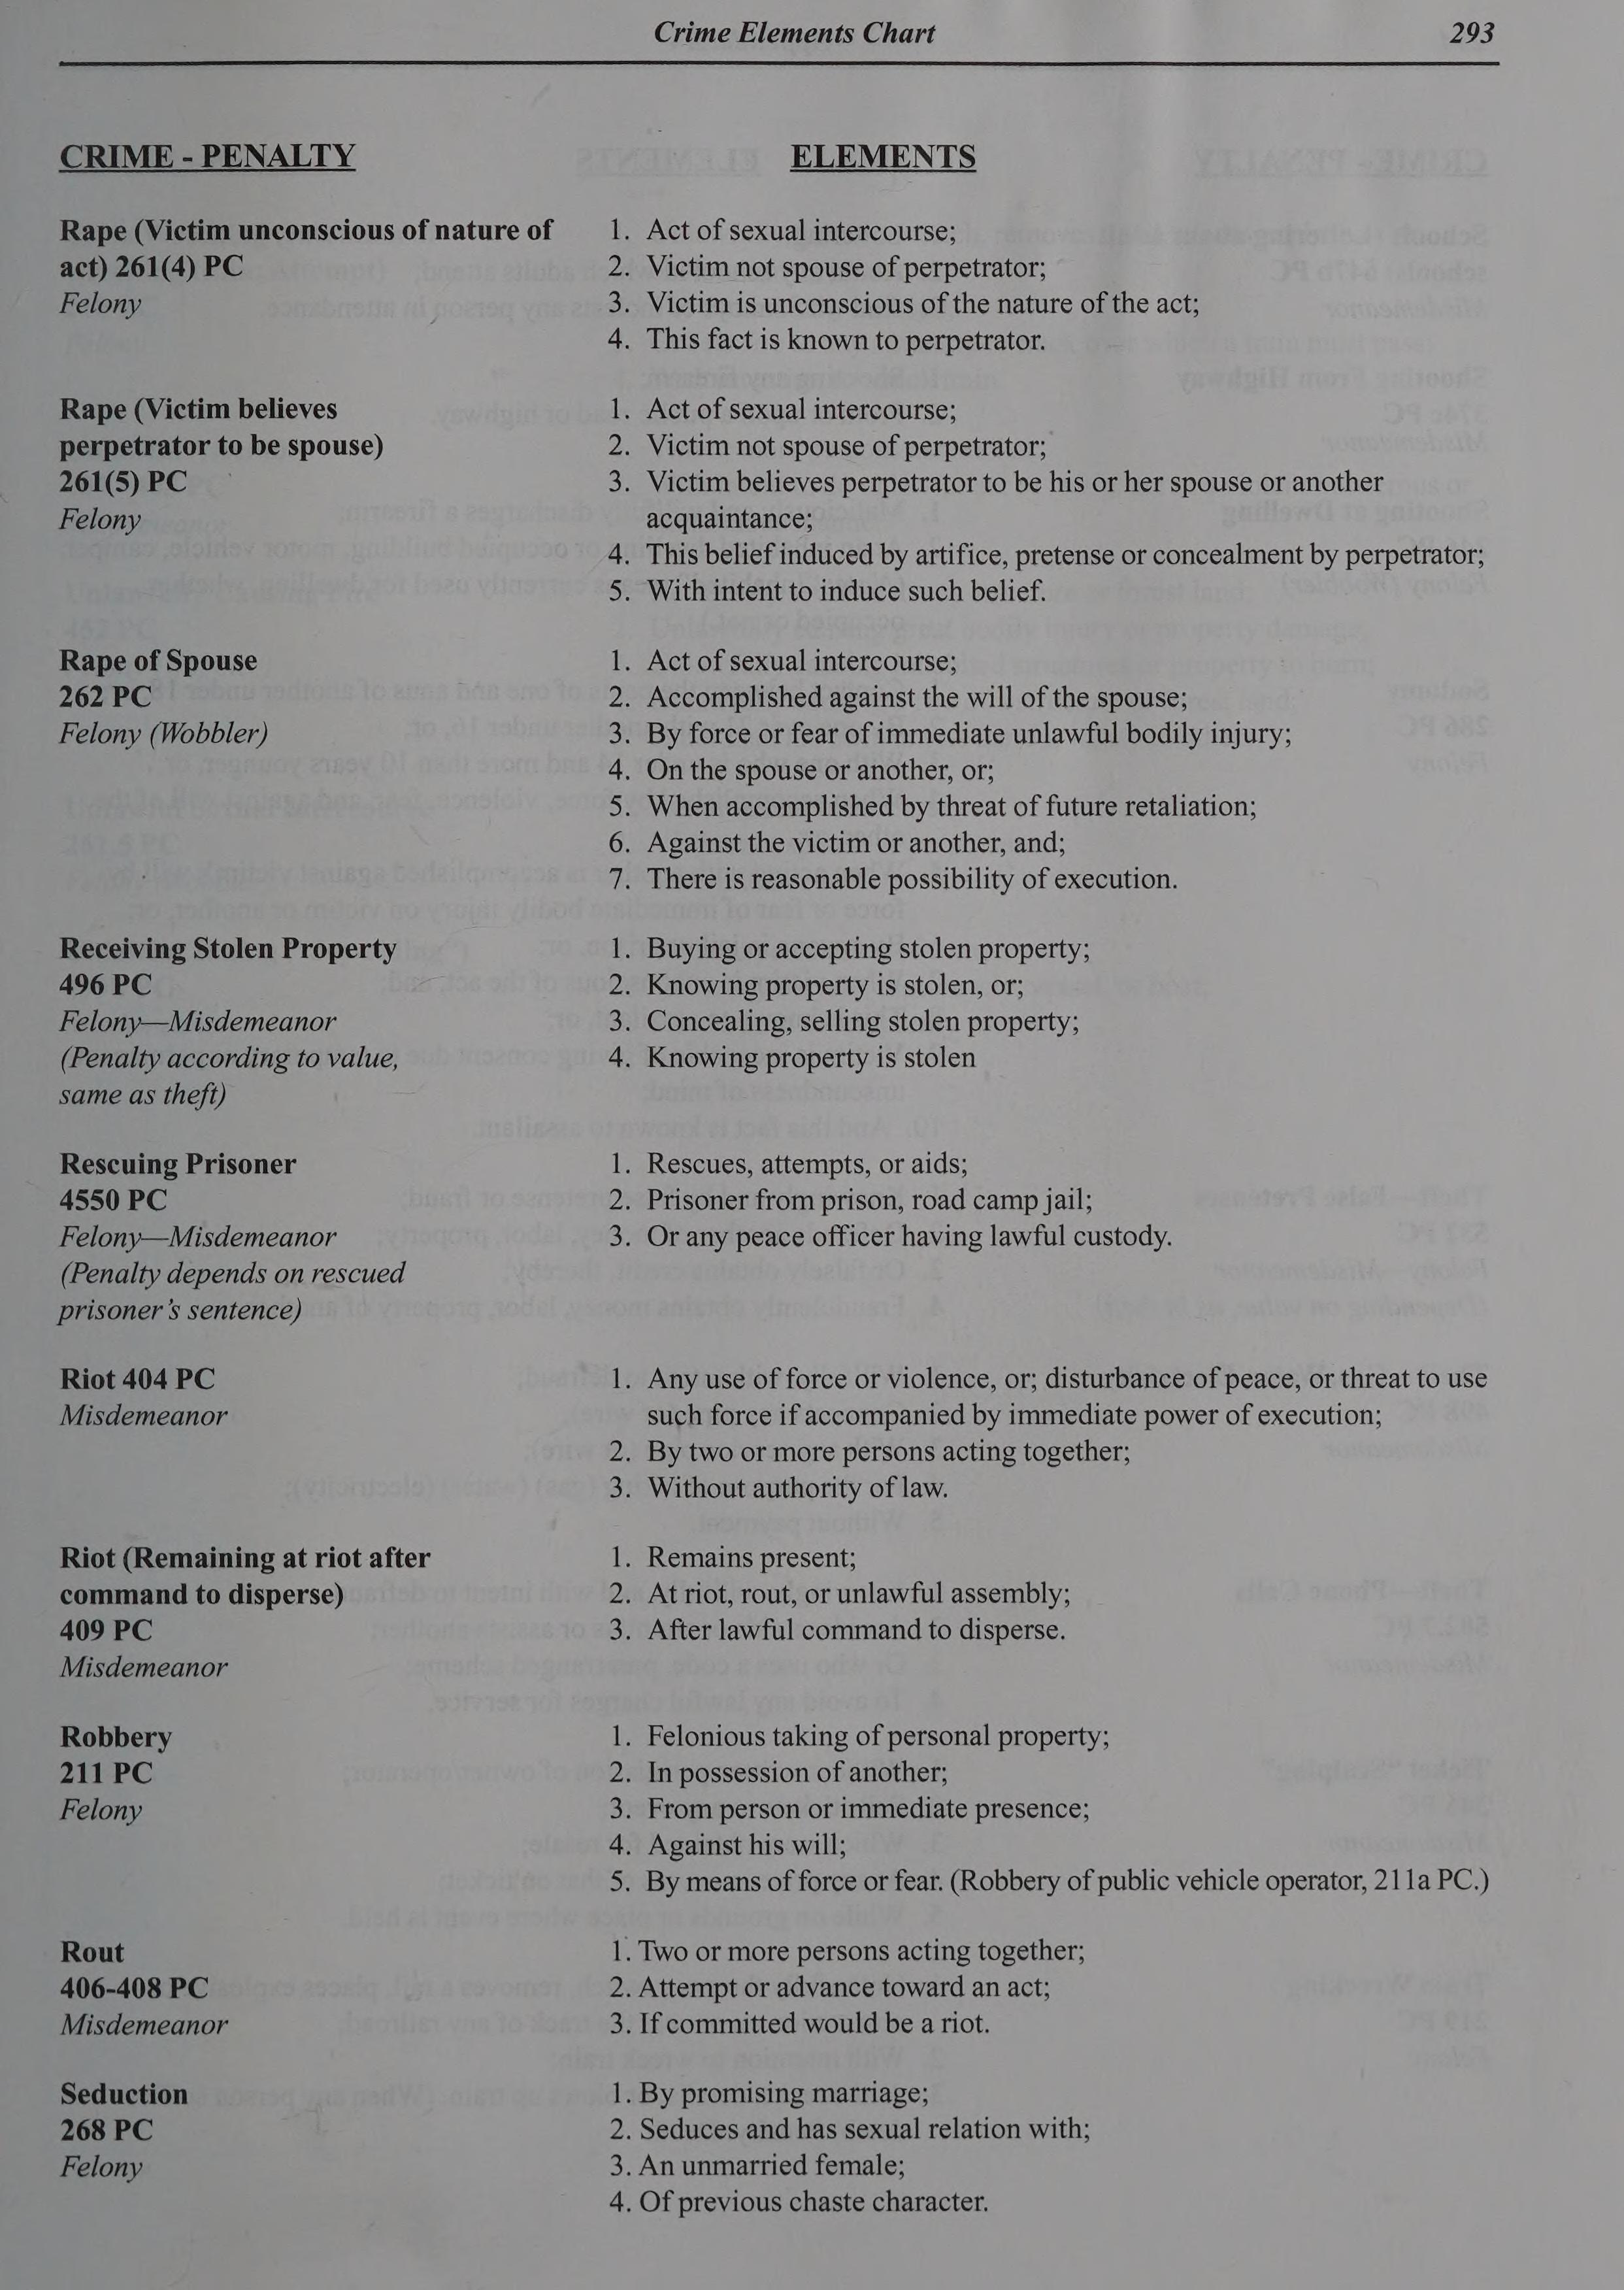 Crime Elements Chart 293
CRIME - PENALTY ELEMENTS
Rape (Victim unconscious of nature of
act) 261(4) PC
Felony
1. Act of sexual intercourse;
2. Victim not spouse of perpetrator;
3. Victim is unconscious of the nature of the act;
4. This fact is known to perpetrator.
Rape (Victim believes
perpetrator to be spouse)
261(5) PC
Felony
1. Act of sexual intercourse;
2. Victim not spouse of perpetrator;
3. Victim believes perpetrator to be his or her spouse or another
acquaintance;
4. This belief induced by artifice, pretense or concealment by perpetrator;
5. With intent to induce such belief.
Rape of Spouse
262 PC
Felony (Wobbler)
1. Act of sexual intercourse;
2. Accomplished against the will of the spouse;
3. By force or fear of immediate unlawful bodily injury;
4. On the spouse or another, or;
5. When accomplished by threat of future retaliation;
6. Against the victim or another, and;
7. There is reasonable possibility of execution.
Receiving Stolen Property
496 PC
Felony—Misdemeanor
(Penalty according to value,
same as theft)
1. Buying or accepting stolen property;
2. Knowing property is stolen, or;
3. Concealing, selling stolen property;
4. Knowing property is stolen
Rescuing Prisoner
4550 PC
Felony—Misdemeanor
(Penalty depends on rescued
prisoner's sentence)
1. Rescues, attempts, or aids;
2. Prisoner from prison, road camp jail;
3. Or any peace officer having lawful custody.
Riot 404 PC
Misdemeanor
1. Any use of force or violence, or; disturbance of peace, or threat to use
such force if accompanied by immediate power of execution;
2. By two or more persons acting together;
3. Without authority of law.
Riot (Remaining at riot after
command to disperse)
409 PC
Misdemeanor
1. Remains present;
2. At riot, rout, or unlawful assembly;
3. After lawful command to disperse.
Robbery
211 PC
Felony
1. Felonious taking of personal property;
2. In possession of another;
3. From person or immediate presence;
4. Against his will;
5. By means of force or fear. (Robbery of public vehicle operator, 211a PC.)
Rout
406-408 PC
Misdemeanor
1. Two or more persons acting together;
2. Attempt or advance toward an act;
3. If committed would be a riot.
Seduction
268 PC
Felony
1. By promising marriage;
2. Seduces and has sexual relation with;
3. An unmarried female;
4. Of previous chaste character.